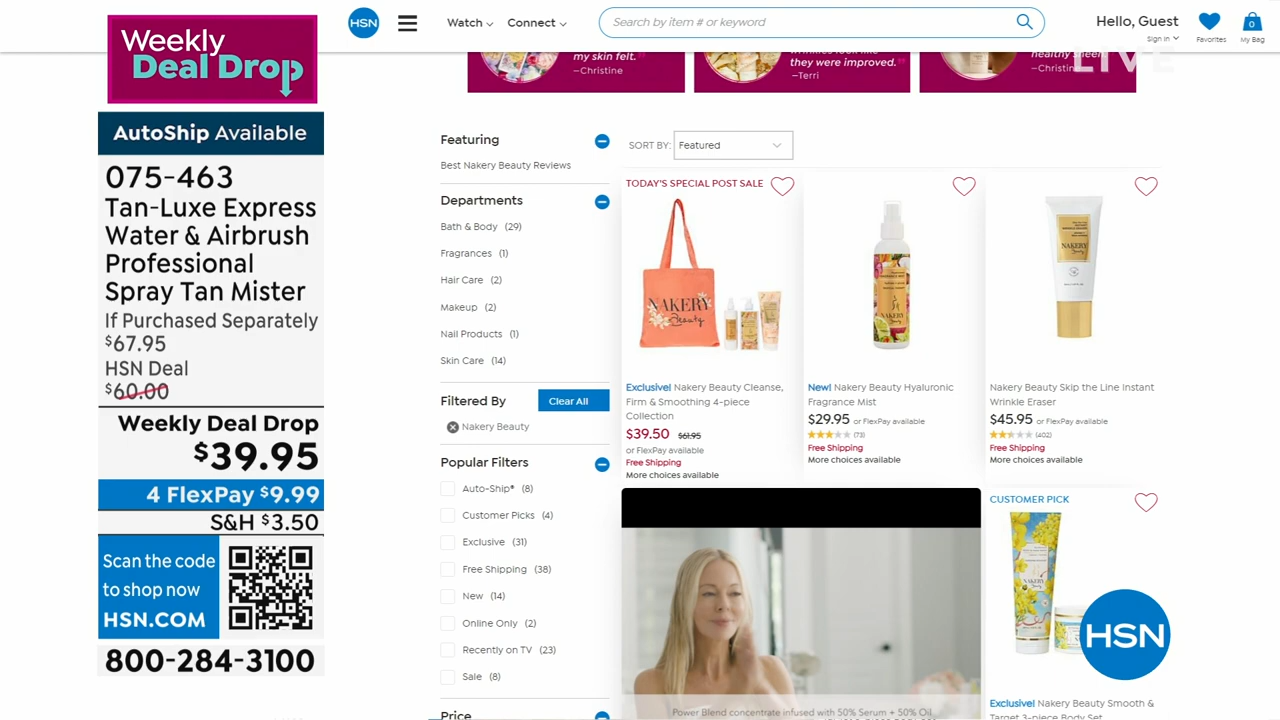 Weekly
Deal Drop
AutoShip Available
075-463
Tan-Luxe Express
Water & Airbrush
Professional
Spray Tan Mister
If Purchased Separately
$67.95
HSN Deal
$60.00
Weekly Deal Drop
$39.95
4 FlexPay $9.99
S&H $3.50
Scan the code
to shop now
HSN.COM
800-284-3100
HSN
Watch
Connect
Search by item # or keyword
Hello, Guest
Sign In
Favorites
0
My Bag
LIVE
my skin felt.
—Christine
they were improved.”
—Terri
Featuring
Best Nakery Beauty Reviews
Departments
Bath & Body (29)
Fragrances (1)
Hair Care (2)
Makeup (2)
Nail Products (1)
Skin Care (14)
Filtered By
Clear All
Nakery Beauty
Popular Filters
Auto-Ship® (8)
Customer Picks (4)
Exclusive (31)
Free Shipping (38)
New (14)
Online Only (2)
Recently on TV (23)
Sale (8)
Price
SORT BY:
Featured
TODAY'S SPECIAL POST SALE
NAKERY
Beauty
Exclusive! Nakery Beauty Cleanse,
Firm & Smoothing 4-piece
Collection
$39.50 $61.95
or FlexPay available
Free Shipping
More choices available
NAKERY
New! Nakery Beauty Hyaluronic
Fragrance Mist
$29.95 or FlexPay available
(73)
Free Shipping
More choices available
NAKERY
Beauty
Nakery Beauty Skip the Line Instant
Wrinkle Eraser
$45.95 or FlexPay available
(402)
Free Shipping
More choices available
Power Blend concentrate infused with 50% Serum + 50% Oil
CUSTOMER PICK
NAKERY
HSN
Exclusive! Nakery Beauty Smooth &
Target 3-piece Body Set